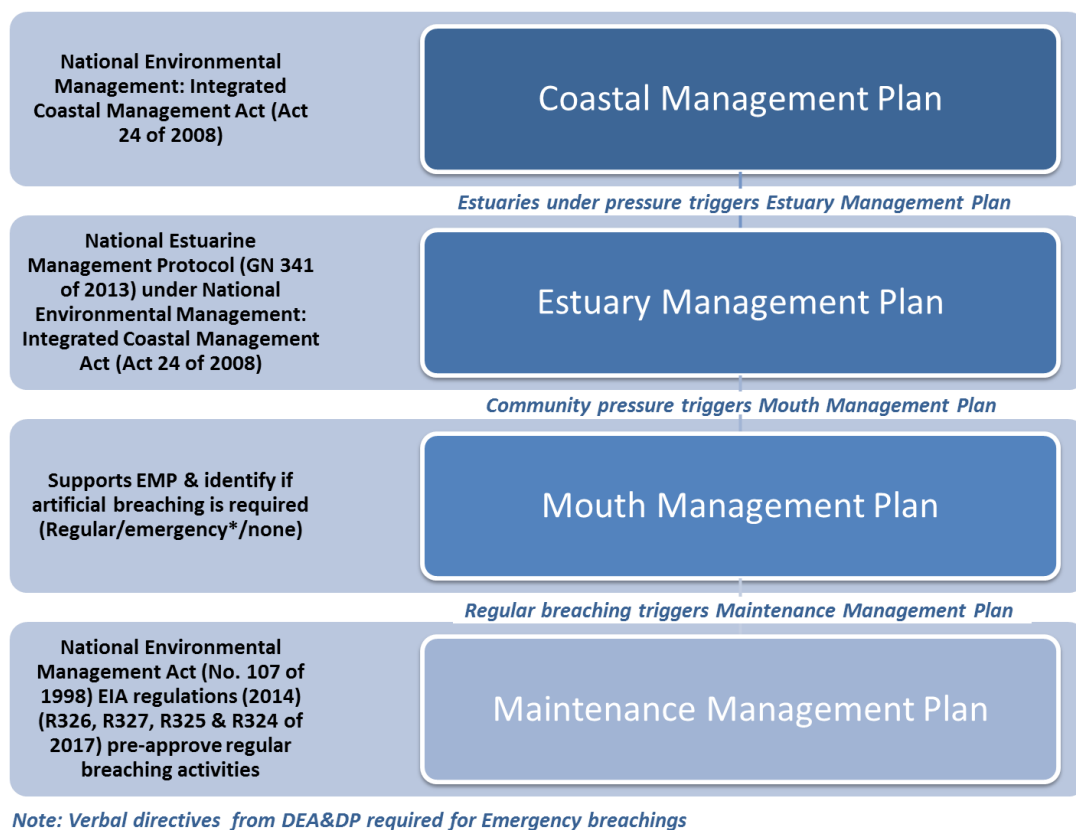 National Environmental
Management: Integrated
Coastal Management Act (Act
24 of 2008)
Coastal Management Plan
Estuaries under pressure triggers Estuary Management Plan
National Estuarine
Management Protocol (GN 341
of 2013) under National
Environmental Management:
Integrated Coastal Management
Act (Act 24 of 2008)
Estuary Management Plan
Community pressure triggers Mouth Management Plan
Supports EMP & identify if
artificial breaching is required
(Regular/emergency*/none)
Mouth Management Plan
Regular breaching triggers Maintenance Management Plan
National Environmental
Management Act (No. 107 of
1998) EIA regulations (2014)
(R326, R327, R325 & R324 of
2017) pre-approve regular
breaching activities
Maintenance Management Plan
Note: Verbal directives from DEA&DP required for Emergency breachings